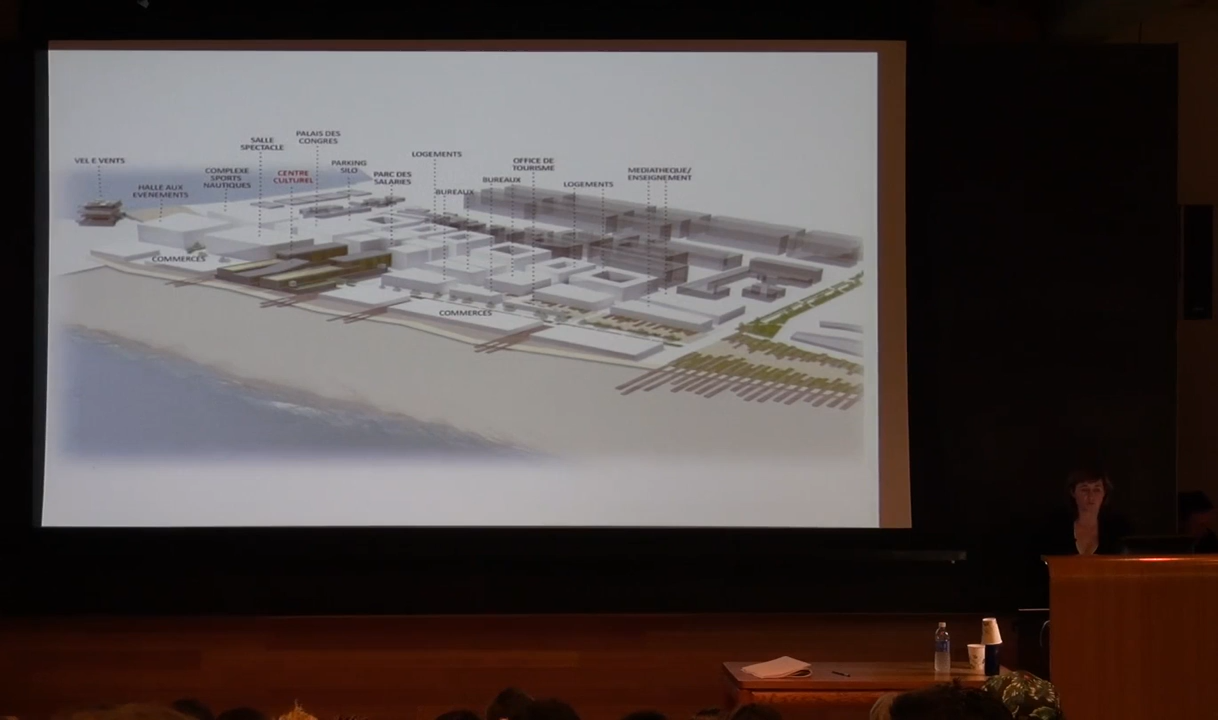 VEL E VENTS
HALLE AUX
EVENEMENTS
COMPLEXE
SPORTS
NAUTIQUES
SALLE
SPECTACLE
CENTRE
CULTUREL
PALAIS DES
CONGRES
PARKING
SILO
PARC DES
SALARIES
LOGEMENTS
BUREAUX
BUREAUX
OFFICE DE
TOURISME
LOGEMENTS
MEDIATHEQUE/
ENSEIGNEMENT
COMMERCES
COMMERCES